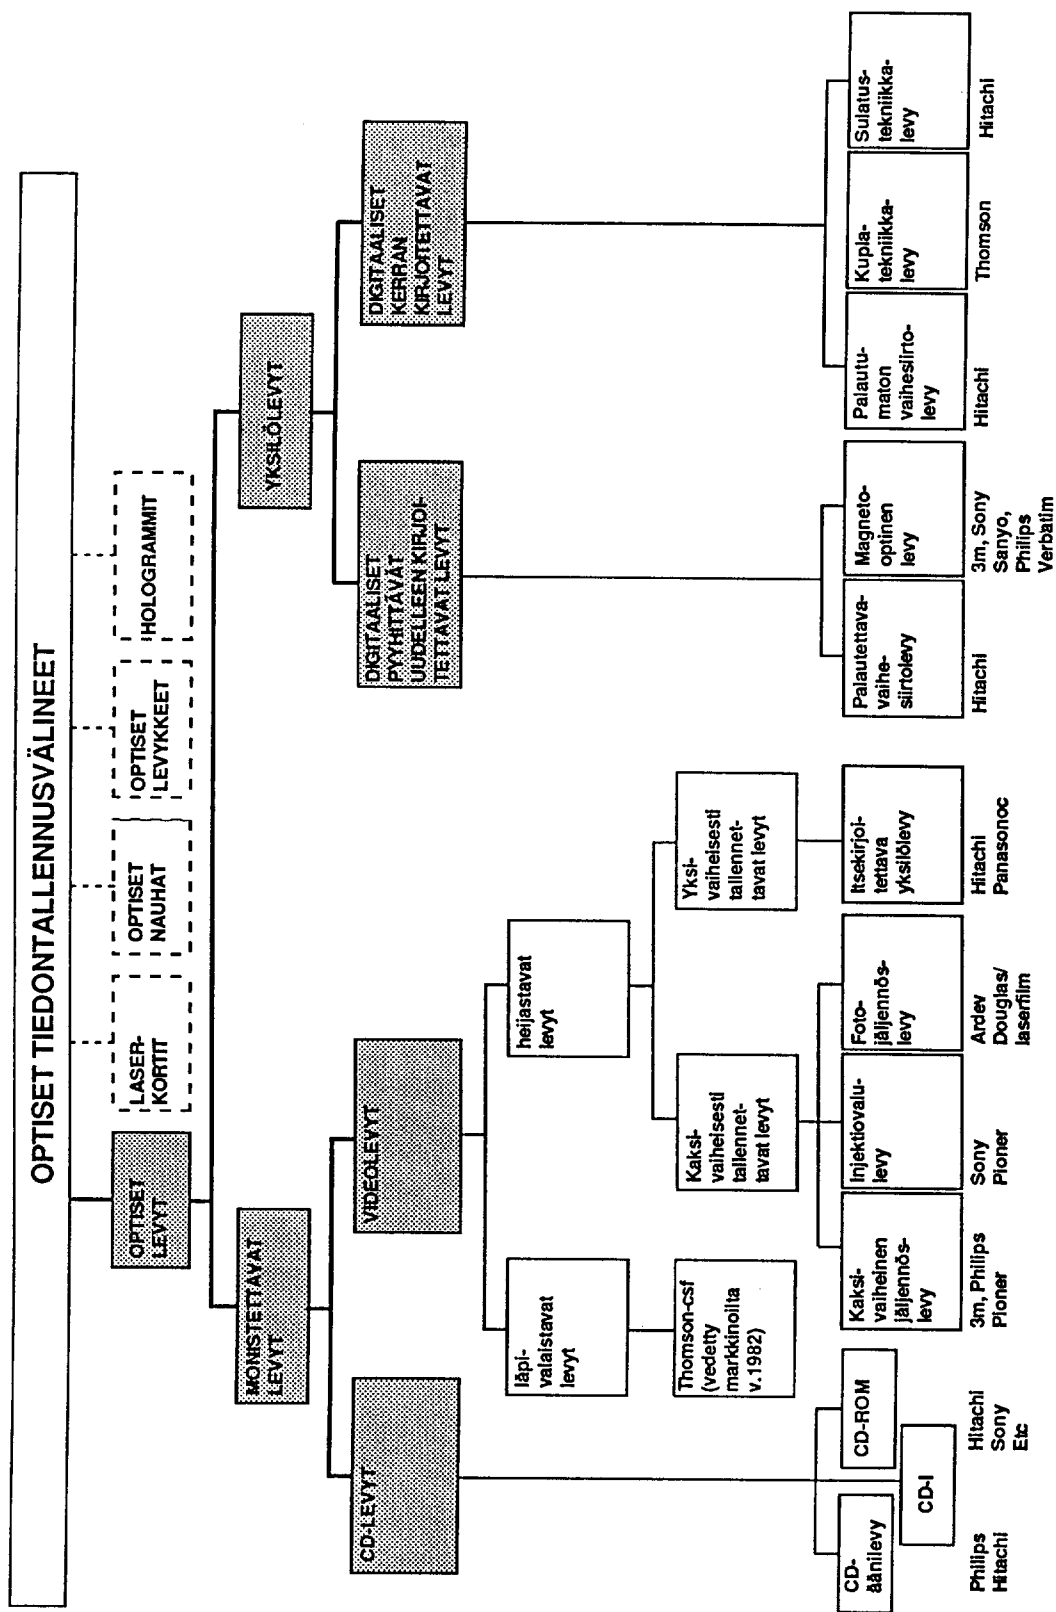 OPTISET TIEDONTALLENNUSVÄLINEET
OPTISET
LEVYT
LASER-
KORTIT
OPTISET
NAUHAT
OPTISET
LEVYKKEET
HOLOGRAMMIT
MONISTETTAVAT
LEVYT
YKSILÖLEVYT
CD-LEVYT
VIDEOLEVYT
DIGITAALISET
PYYHITTÄVÄT
UUDELLEEN KIRJOI-
TETTAVAT LEVYT
DIGITAALISET
KERRAN
KIRJOITETTAVAT
LEVYT
läpi-
valaistavat
levyt
heijastavat
levyt
Thomson-csf
(vedetty
markkinoilta
v.1982)
Kaksi-
vaiheisesti
tallennet-
tavat levyt
Yksi-
vaiheisesti
tallennet-
tavat levyt
CD-
äänilevy
CD-I
CD-ROM
Kaksi-
vaiheinen
jäljennös-
levy
Injektiovalu-
levy
Foto-
jäljennös-
levy
Itsekirjoi-
tettava
yksilölevy
Palautettava-
vaihe-
siirtolevy
Magneto-
optinen
levy
Palautu-
maton
vaihesiirto-
levy
Kupla-
tekniikka-
levy
Sulatus-
tekniikka-
levy
Philips
Hitachi
Hitachi
Sony
Etc
3m, Philips
Pioner
Sony
Pioner
Ardev
Douglas/
laserfilm
Hitachi
Panasonoc
Hitachi
3m, Sony
Sanyo,
Philips
Verbatim
Hitachi
Thomson
Hitachi